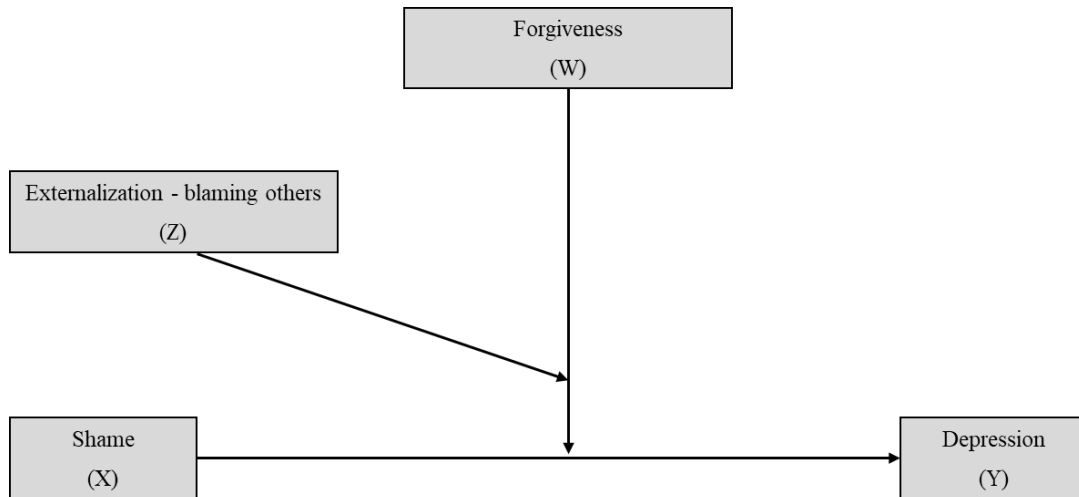 Forgiveness
(W)
Externalization - blaming others
(Z)
Shame
(X)
Depression
(Y)